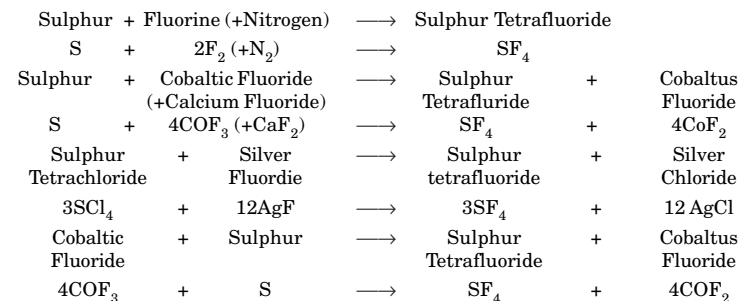 Sulphur + Fluorine (+Nitrogen) ⟶ Sulphur Tetrafluoride
S + 2F₂ (+N₂) ⟶ SF₄
Sulphur + Cobaltic Fluoride ⟶ Sulphur + Cobaltus
(+Calcium Fluoride) Tetrafluride Fluoride
S + 4COF₃ (+CaF₂) ⟶ SF₄ + 4CoF₂
Sulphur + Silver ⟶ Sulphur + Silver
Tetrachloride Fluordie tetrafluoride Chloride
3SCl₄ + 12AgF ⟶ 3SF₄ + 12 AgCl
Cobaltic + Sulphur ⟶ Sulphur + Cobaltus
Fluoride Tetrafluoride Fluoride
4COF₃ + S ⟶ SF₄ + 4COF₂